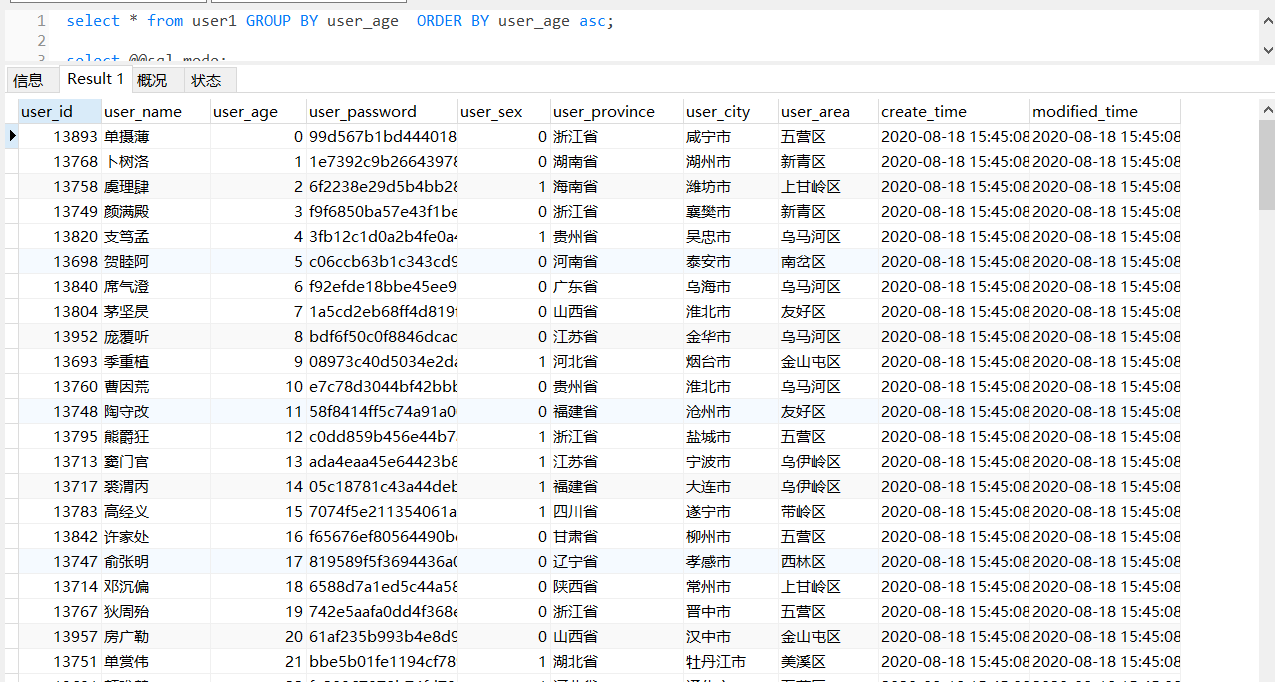 1 select * from user1 GROUP BY user_age  ORDER BY user_age asc;
2
3 select @@sql_mode;
信息 Result 1 概况 状态
user_id user_name user_age user_password user_sex user_province user_city user_area create_time modified_time
13893 单摄薄 0 99d567b1bd444018 0 浙江省 咸宁市 五营区 2020-08-18 15:45:08 2020-08-18 15:45:08
13768 卜树洛 1 1e7392c9b26643978 0 湖南省 湖州市 新青区 2020-08-18 15:45:08 2020-08-18 15:45:08
13758 虞理肆 2 6f2238e29d5b4bb28 1 海南省 潍坊市 上甘岭区 2020-08-18 15:45:08 2020-08-18 15:45:08
13749 颜满殿 3 f9f6850ba57e43f1be 0 浙江省 襄樊市 新青区 2020-08-18 15:45:08 2020-08-18 15:45:08
13820 支笃孟 4 3fb12c1d0a2b4fe0a4 1 贵州省 吴忠市 乌马河区 2020-08-18 15:45:08 2020-08-18 15:45:08
13698 贺睦阿 5 c06ccb63b1c343cd9 0 河南省 泰安市 南岔区 2020-08-18 15:45:08 2020-08-18 15:45:08
13840 席气澄 6 f92efde18bbe45ee9 0 广东省 乌海市 乌马河区 2020-08-18 15:45:08 2020-08-18 15:45:08
13804 茅坚昃 7 1a5cd2eb68ff4d819f 0 山西省 淮北市 友好区 2020-08-18 15:45:08 2020-08-18 15:45:08
13952 庞覆听 8 bdf6f50c0f8846dcad 0 江苏省 金华市 乌马河区 2020-08-18 15:45:08 2020-08-18 15:45:08
13693 季重植 9 08973c40d5034e2da 1 河北省 烟台市 金山屯区 2020-08-18 15:45:08 2020-08-18 15:45:08
13760 曹因荒 10 e7c78d3044bf42bbb 0 贵州省 淮北市 乌马河区 2020-08-18 15:45:08 2020-08-18 15:45:08
13748 陶守改 11 58f8414ff5c74a91a0 0 福建省 沧州市 友好区 2020-08-18 15:45:08 2020-08-18 15:45:08
13795 熊爵狂 12 c0dd859b456e44b7 1 浙江省 盐城市 五营区 2020-08-18 15:45:08 2020-08-18 15:45:08
13713 窦门官 13 ada4eaa45e64423b8 1 江苏省 宁波市 乌伊岭区 2020-08-18 15:45:08 2020-08-18 15:45:08
13717 裘渭丙 14 05c18781c43a44deb 1 福建省 大连市 乌伊岭区 2020-08-18 15:45:08 2020-08-18 15:45:08
13783 高经义 15 7074f5e211354061a 1 四川省 遂宁市 带岭区 2020-08-18 15:45:08 2020-08-18 15:45:08
13842 许家处 16 f65676ef80564490b 0 甘肃省 柳州市 五营区 2020-08-18 15:45:08 2020-08-18 15:45:08
13747 俞张明 17 819589f5f3694436a0 0 辽宁省 孝感市 西林区 2020-08-18 15:45:08 2020-08-18 15:45:08
13714 邓沉偏 18 6588d7a1ed5c44a58 0 陕西省 常州市 上甘岭区 2020-08-18 15:45:08 2020-08-18 15:45:08
13767 狄周殆 19 742e5aafa0dd4f368e 0 浙江省 晋中市 五营区 2020-08-18 15:45:08 2020-08-18 15:45:08
13957 房广勒 20 61af235b993b4e8d9 0 山西省 汉中市 金山屯区 2020-08-18 15:45:08 2020-08-18 15:45:08
13751 单赏伟 21 bbe5b01fe1194cf78 1 湖北省 牡丹江市 美溪区 2020-08-18 15:45:08 2020-08-18 15:45:08